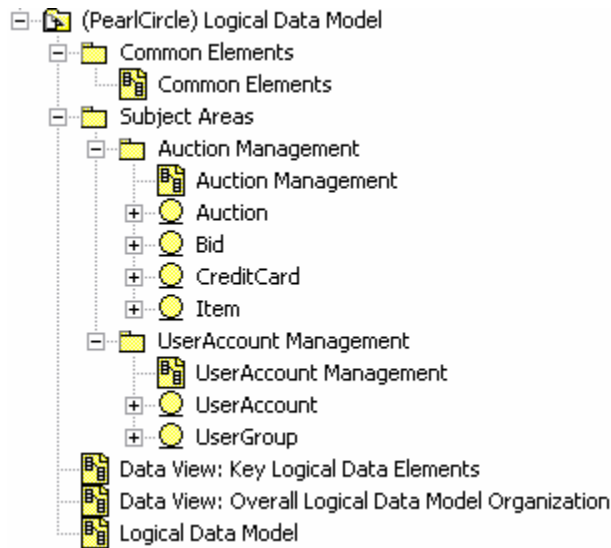 (PearlCircle) Logical Data Model
Common Elements
Common Elements
Subject Areas
Auction Management
Auction Management
Auction
Bid
CreditCard
Item
UserAccount Management
UserAccount Management
UserAccount
UserGroup
Data View: Key Logical Data Elements
Data View: Overall Logical Data Model Organization
Logical Data Model